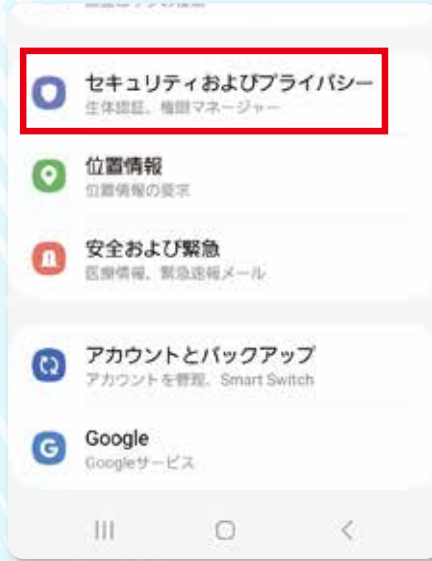 セキュリティおよびプライバシー
生体認証、権限マネージャー
位置情報
位置情報の要求
安全および緊急
医療情報、緊急速報メール
アカウントとバックアップ
アカウントを管理、Smart Switch
Google
Googleサービス